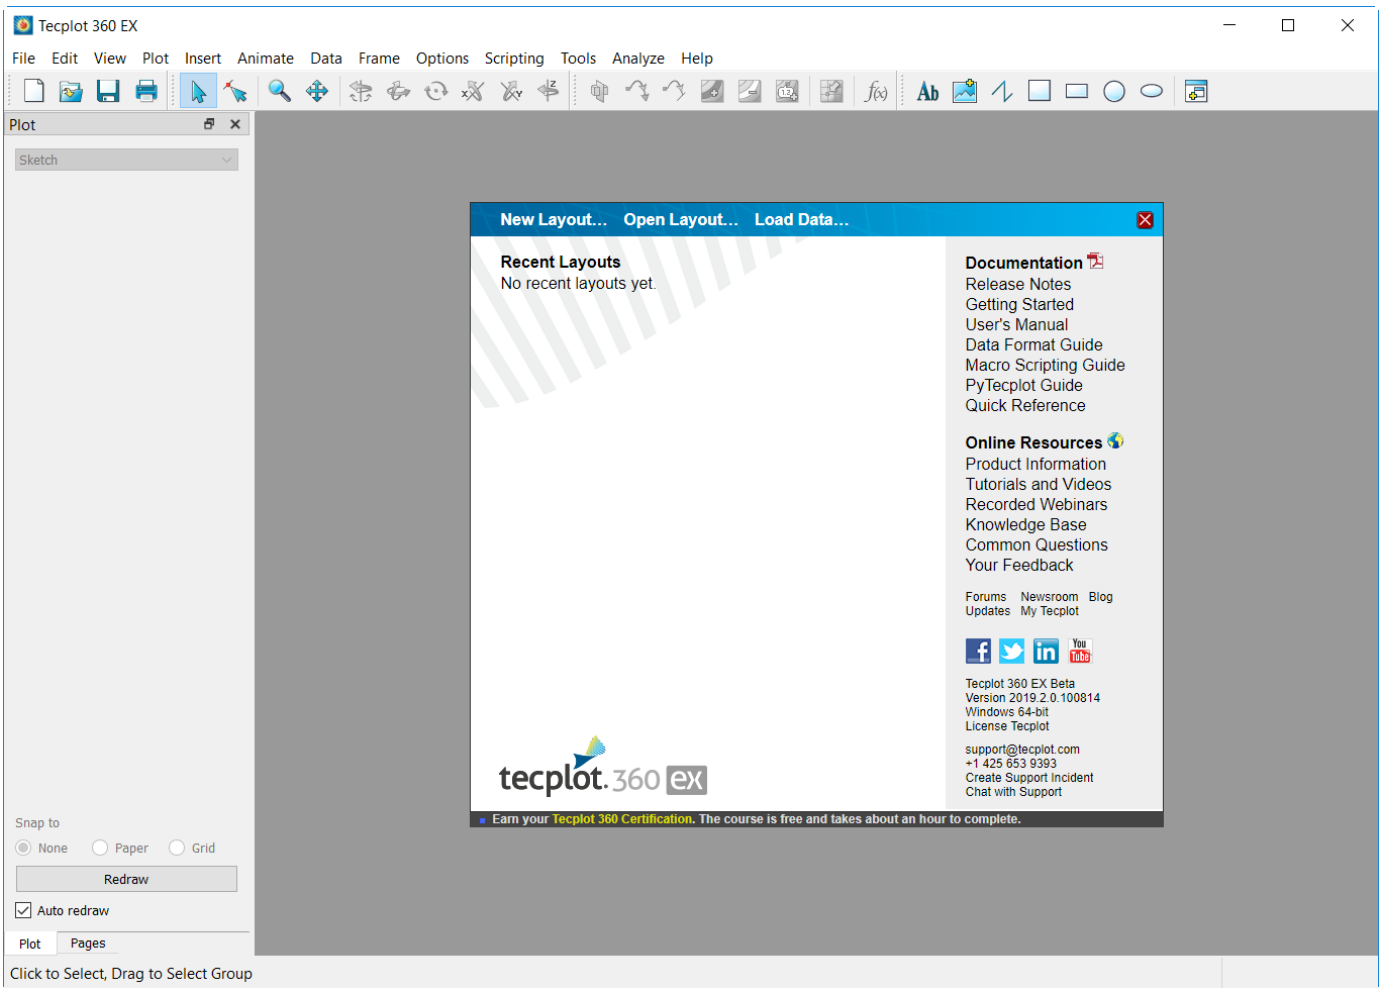 Tecplot 360 EX
File Edit View Plot Insert Animate Data Frame Options Scripting Tools Analyze Help
f(x) Ab
Plot
Sketch
New Layout... Open Layout... Load Data...
Recent Layouts
No recent layouts yet.
Documentation
Release Notes
Getting Started
User's Manual
Data Format Guide
Macro Scripting Guide
PyTecplot Guide
Quick Reference
Online Resources
Product Information
Tutorials and Videos
Recorded Webinars
Knowledge Base
Common Questions
Your Feedback
Forums Newsroom Blog
Updates My Tecplot
f in You Tube
Tecplot 360 EX Beta
Version 2019.2.0.100814
Windows 64-bit
License Tecplot
support@tecplot.com
+1 425 653 9393
Create Support Incident
Chat with Support
tecplot. 360 ex
Earn your Tecplot 360 Certification. The course is free and takes about an hour to complete.
Snap to
None Paper Grid
Redraw
Auto redraw
Plot Pages
Click to Select, Drag to Select Group